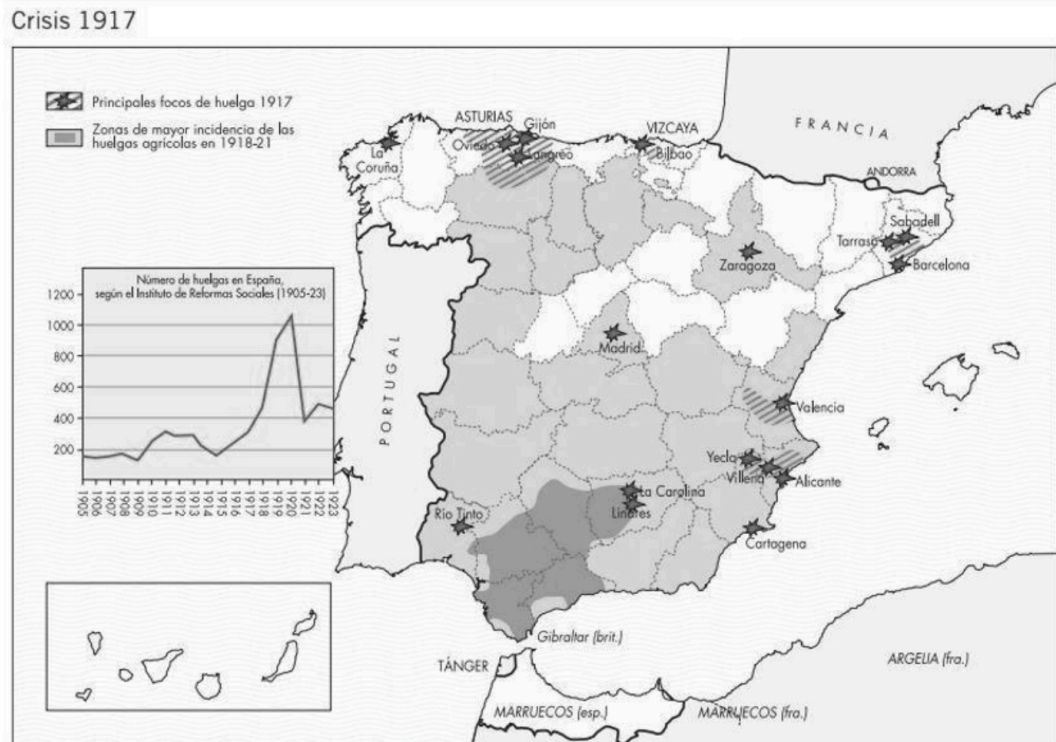 Crisis 1917
Principales focos de huelga 1917
Zonas de mayor incidencia de las
huelgas agrícolas en 1918-21
ASTURIAS
Gijón
Oviedo
Langreo
La
Coruña
VIZCAYA
Bilbao
FRANCIA
ANDORRA
Sabadell
Tarrasa
Barcelona
Zaragoza
Madrid
PORTUGAL
Valencia
Yecla
Villena
Alicante
La Carolina
Linares
Río Tinto
Cartagena
Número de huelgas en España,
según el Instituto de Reformas Sociales (1905-23)
1200
1000
800
600
400
200
1905
1906
1907
1908
1909
1910
1911
1912
1913
1914
1915
1916
1917
1918
1919
1920
1921
1922
1923
Gibraltar (brit.)
TÁNGER
ARGELIA (fra.)
MARRUECOS (esp.)
MARRUECOS (fra.)